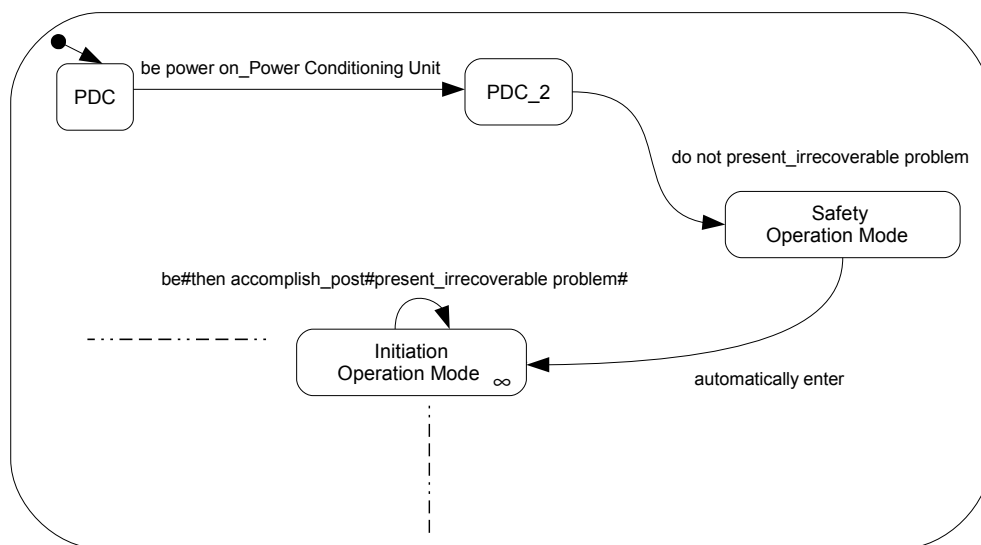 be power on_Power Conditioning Unit
PDC
PDC_2
do not present_irrecoverable problem
Safety
Operation Mode
be#then accomplish_post#present_irrecoverable problem#
Initiation
Operation Mode
∞
automatically enter